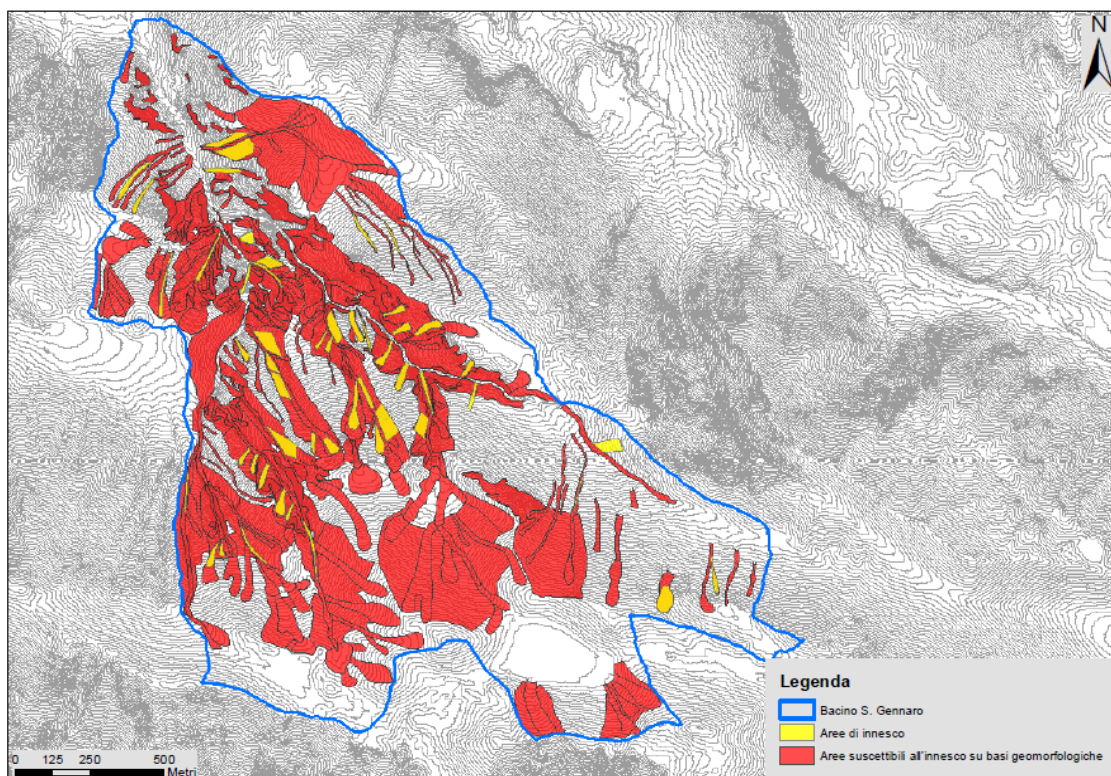 N
Legenda
Bacino S. Gennaro
Aree di innesco
Aree suscettibili all'innesco su basi geomorfologiche
0 125 250 500
Metri